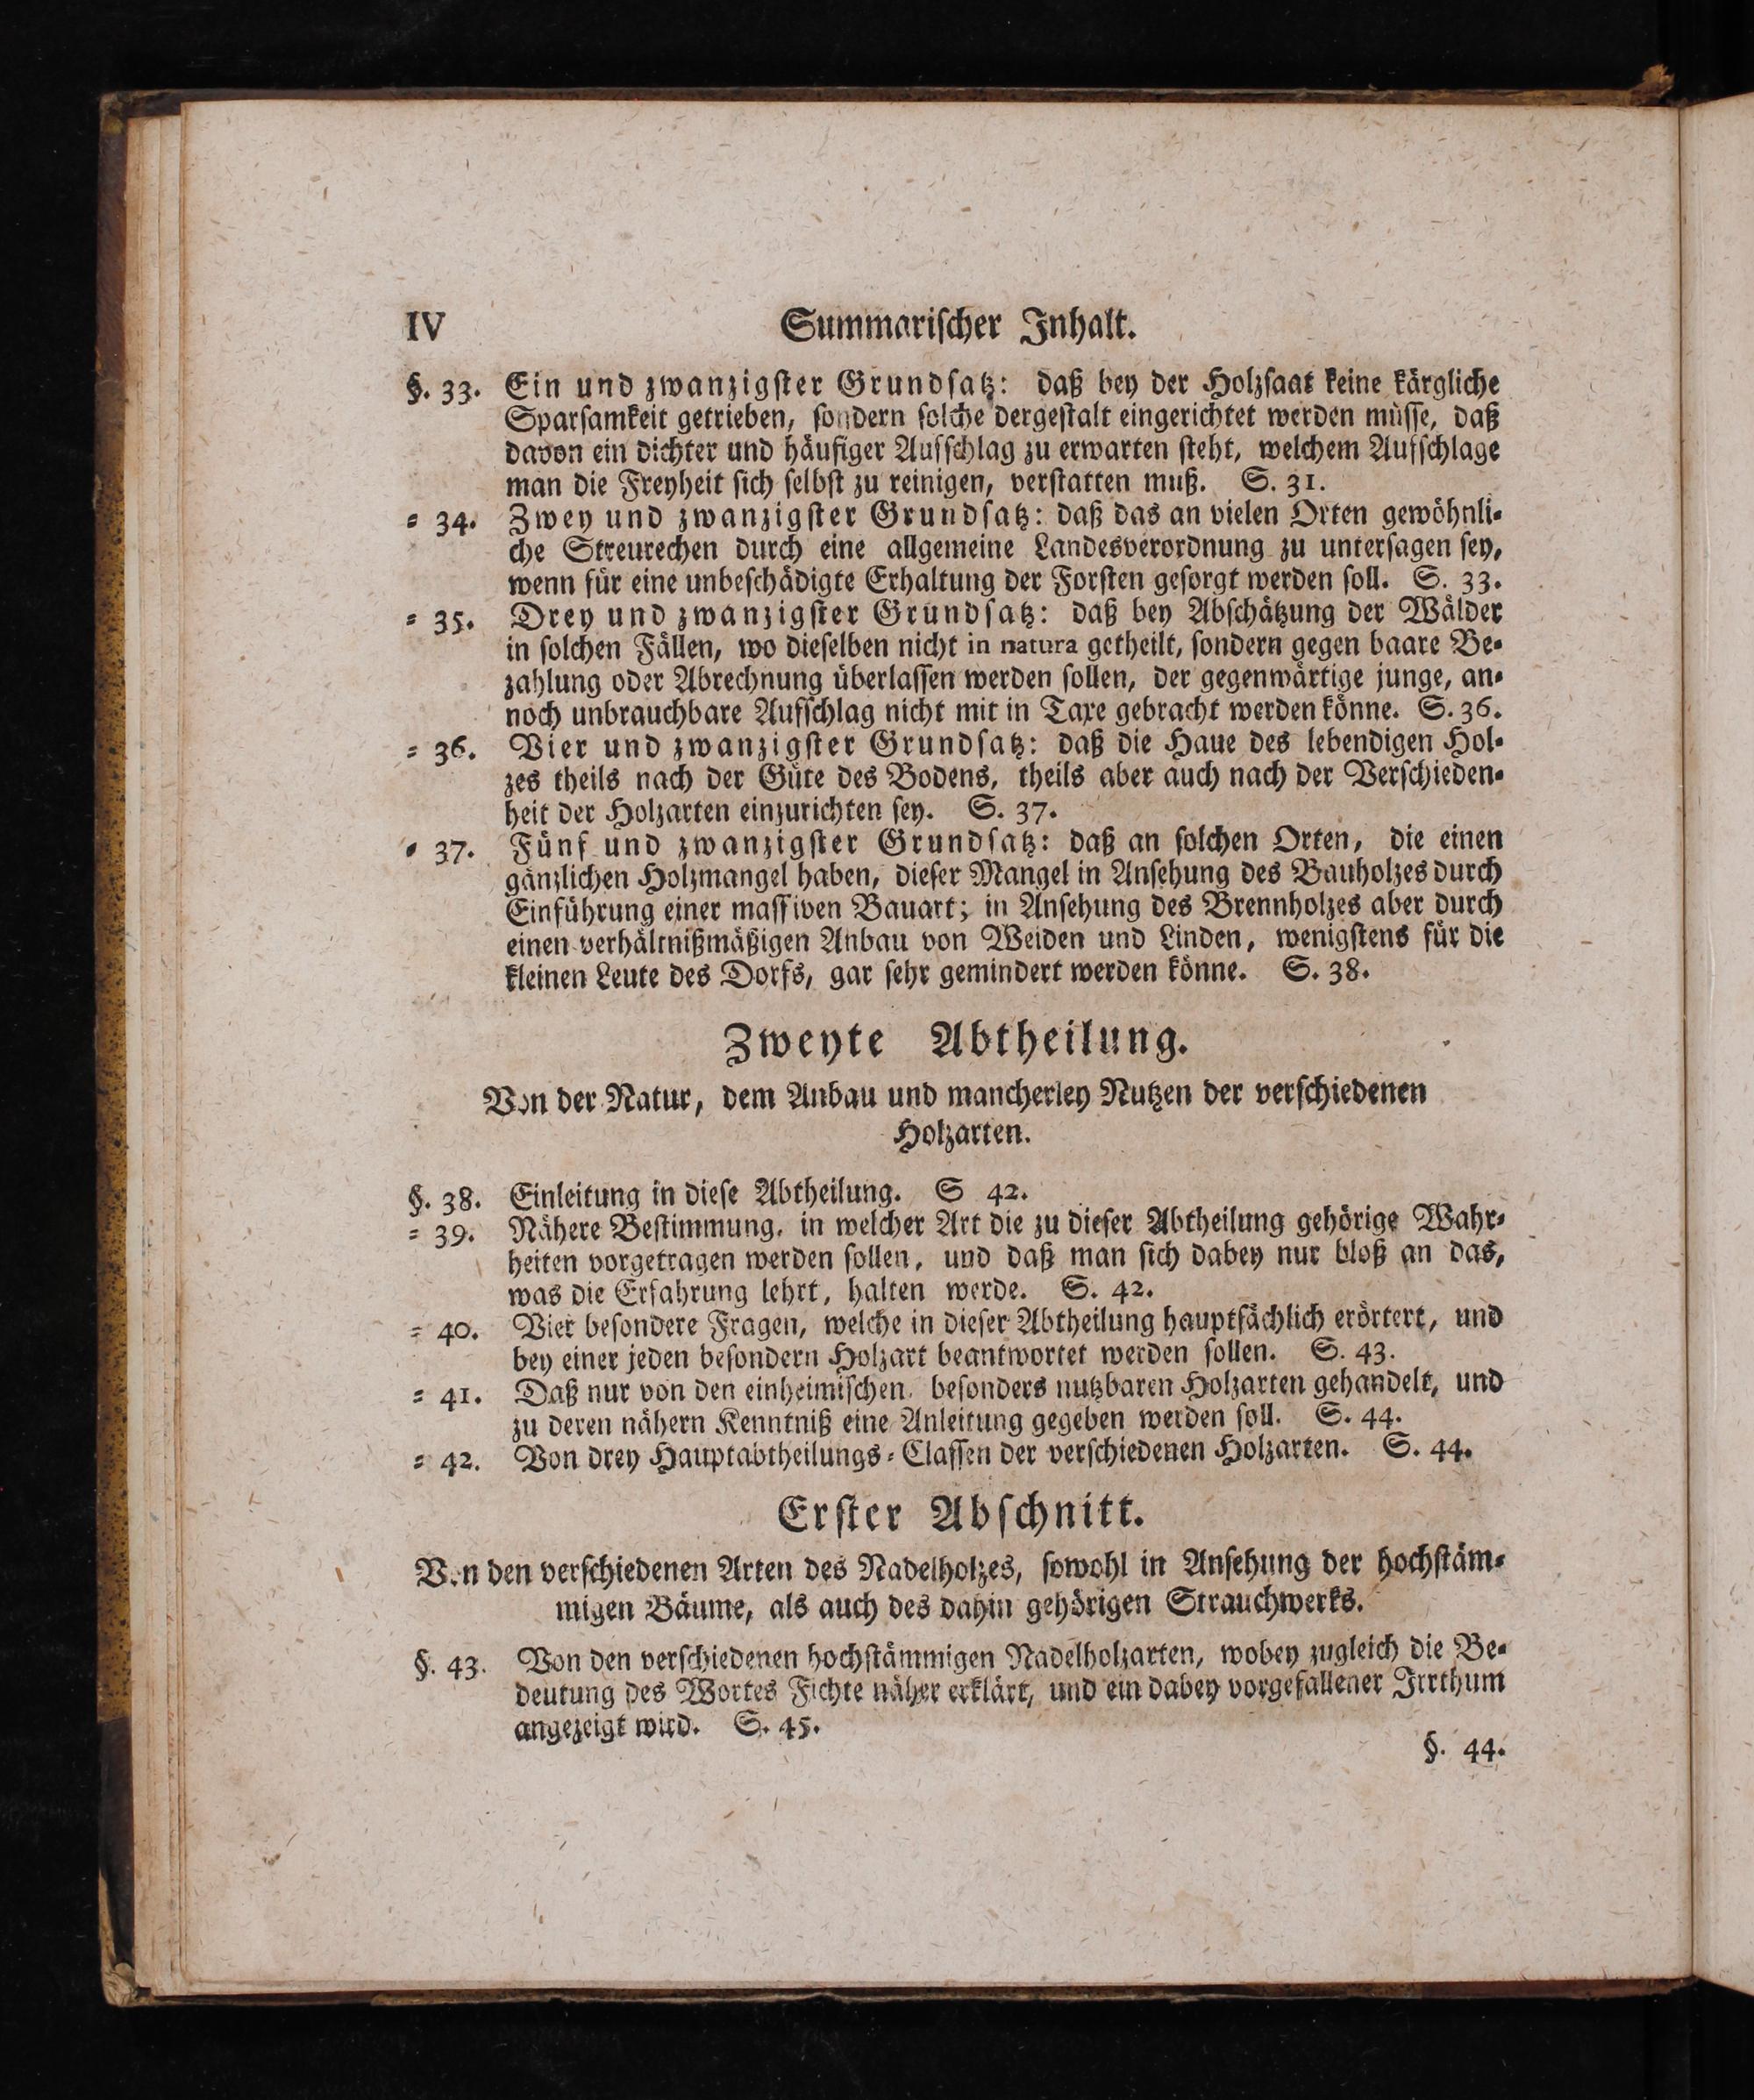 IV Summarischer Inhalt.
§. 33. Ein und zwanzigster Grundsatz: daß bey der Holzsaat keine kärgliche
Sparsamkeit getrieben, sondern solche dergestalt eingerichtet werden müsse, daß
davon ein dichter und häufiger Aufschlag zu erwarten steht, welchem Aufschlage
man die Freyheit sich selbst zu reinigen, verstatten muß. S. 31.
= 34. Zwey und zwanzigster Grundsatz: daß das an vielen Orten gewöhnli=
che Streurechen durch eine allgemeine Landesverordnung zu untersagen sey,
wenn für eine unbeschädigte Erhaltung der Forsten gesorgt werden soll. S. 33.
= 35. Drey und zwanzigster Grundsatz: daß bey Abschätzung der Wälder
in solchen Fällen, wo dieselben nicht in natura getheilt, sondern gegen baare Be=
zahlung oder Abrechnung überlassen werden sollen, der gegenwärtige junge, an=
noch unbrauchbare Aufschlag nicht mit in Taxe gebracht werden könne. S. 36.
= 36. Vier und zwanzigster Grundsatz: daß die Haue des lebendigen Hol=
zes theils nach der Güte des Bodens, theils aber auch nach der Verschieden=
heit der Holzarten einzurichten sey. S. 37.
= 37. Fünf und zwanzigster Grundsatz: daß an solchen Orten, die einen
gänzlichen Holzmangel haben, dieser Mangel in Ansehung des Bauholzes durch
Einführung einer massiven Bauart; in Ansehung des Brennholzes aber durch
einen verhältnißmäßigen Anbau von Weiden und Linden, wenigstens für die
kleinen Leute des Dorfs, gar sehr gemindert werden könne. S. 38.
Zweyte Abtheilung.
Von der Natur, dem Anbau und mancherley Nutzen der verschiedenen
Holzarten.
§. 38. Einleitung in diese Abtheilung. S 42.
= 39. Nähere Bestimmung, in welcher Art die zu dieser Abtheilung gehörige Wahr=
heiten vorgetragen werden sollen, und daß man sich dabey nur bloß an das,
was die Erfahrung lehrt, halten werde. S. 42.
= 40. Vier besondere Fragen, welche in dieser Abtheilung hauptsächlich erörtert, und
bey einer jeden besondern Holzart beantwortet werden sollen. S. 43.
= 41. Daß nur von den einheimischen, besonders nutzbaren Holzarten gehandelt, und
zu deren nähern Kenntniß eine Anleitung gegeben werden soll. S. 44.
= 42. Von drey Hauptabtheilungs=Classen der verschiedenen Holzarten. S. 44.
Erster Abschnitt.
Von den verschiedenen Arten des Nadelholzes, sowohl in Ansehung der hochstäm=
migen Bäume, als auch des dahin gehörigen Strauchwerks.
§. 43. Von den verschiedenen hochstämmigen Nadelholzarten, wobey zugleich die Be=
deutung des Wortes Fichte näher erklärt, und ein dabey vorgefallener Irrthum
angezeigt wird. S. 45.
§. 44.